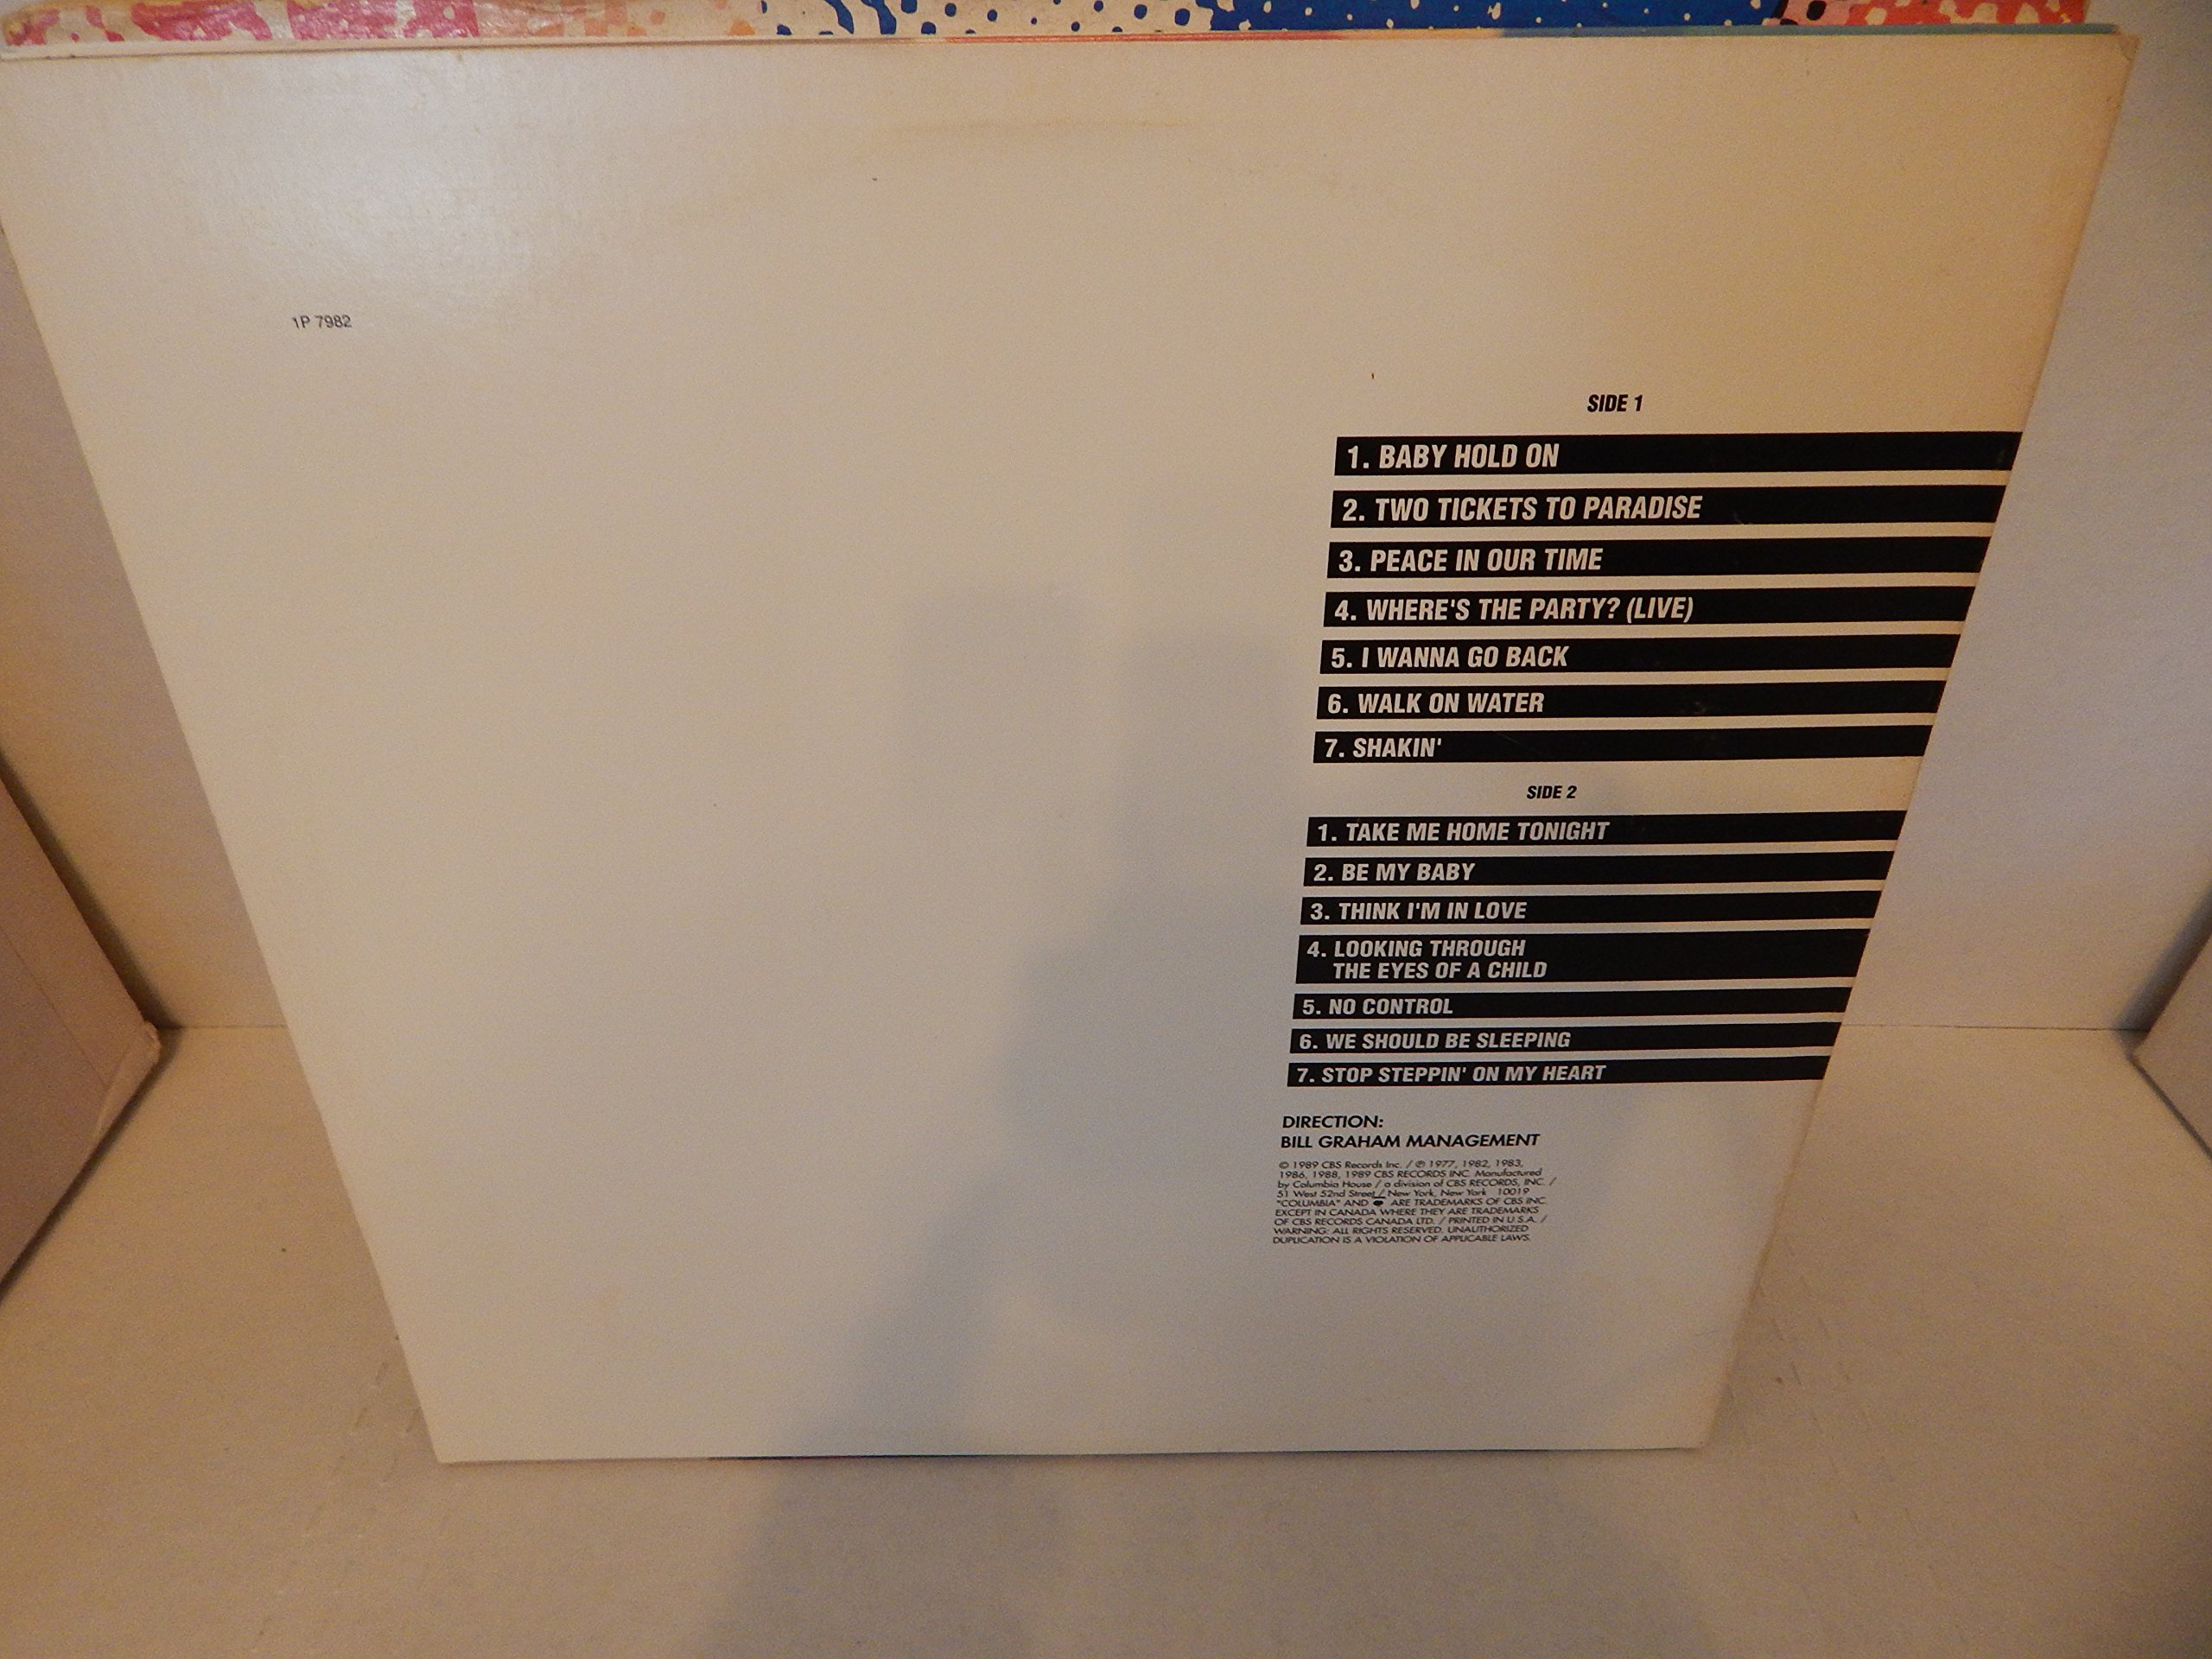 1P 7982
SIDE 1
1. BABY HOLD ON
2. TWO TICKETS TO PARADISE
3. PEACE IN OUR TIME
4. WHERE'S THE PARTY? (LIVE)
5. I WANNA GO BACK
6. WALK ON WATER
7. SHAKIN'
SIDE 2
1. TAKE ME HOME TONIGHT
2. BE MY BABY
3. THINK I'M IN LOVE
4. LOOKING THROUGH
THE EYES OF A CHILD
5. NO CONTROL
6. WE SHOULD BE SLEEPING
7. STOP STEPPIN' ON MY HEART
DIRECTION:
BILL GRAHAM MANAGEMENT
© 1989 CBS Records Inc. / ℗ 1977, 1982, 1983,
1986, 1988, 1989 CBS RECORDS INC. Manufactured
by Columbia House / a division of CBS RECORDS, INC. /
51 West 52nd Street / New York, New York 10019
"COLUMBIA" AND ARE TRADEMARKS OF CBS INC.
EXCEPT IN CANADA WHERE THEY ARE TRADEMARKS
OF CBS RECORDS CANADA LTD. / PRINTED IN U.S.A. /
WARNING: ALL RIGHTS RESERVED. UNAUTHORIZED
DUPLICATION IS A VIOLATION OF APPLICABLE LAWS.